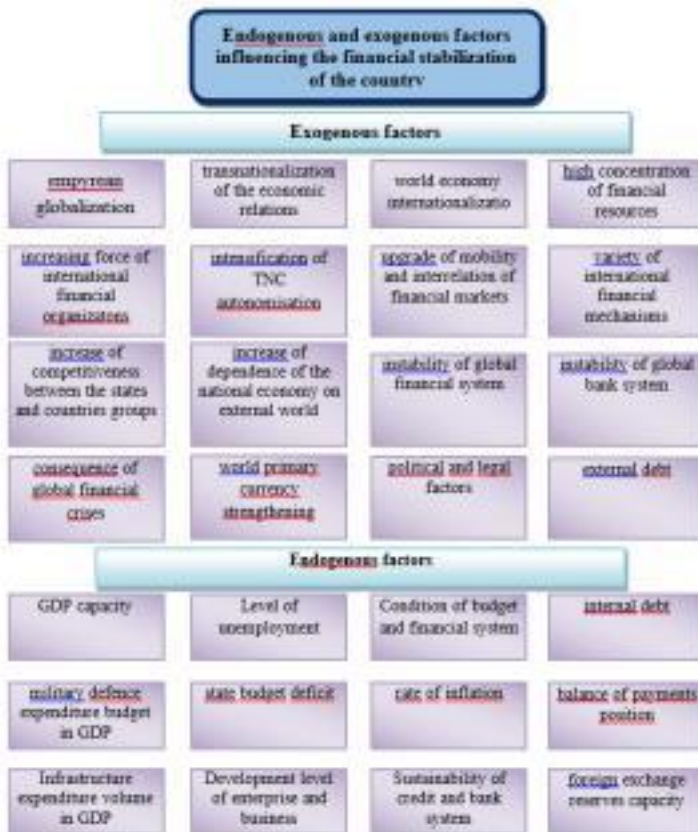 Endogenous and exogenous factors
influencing the financial stabilization
of the country
Exogenous factors
empyrean
globalization
transnationalization
of the economic
relations
world economy
internationalizatio
high concentration
of financial
resources
increasing force of
international
financial
organizatons
intensification of
TNC
autonomisation
upgrade of mobility
and interrelation of
financial markets
variety of
international
financial
mechanisms
increase of
competitiveness
between the states
and countries groups
increase of
dependence of the
national economy on
external world
instability of global
financial system
instability of global
bank system
consequence of
global financial
crises
world primary
currency
strengthening
political and legal
factors
external debt
Endogenous factors
GDP capacity
Level of
unemployment
Condition of budget
and financial system
internal debt
military defence
expenditure budget
in GDP
state budget deficit
rate of inflation
balance of payments
position
Infrastructure
expenditure volume
in GDP
Development level
of enterprise and
business
Sustainability of
credit and bank
system
foreign exchange
reserves capacity